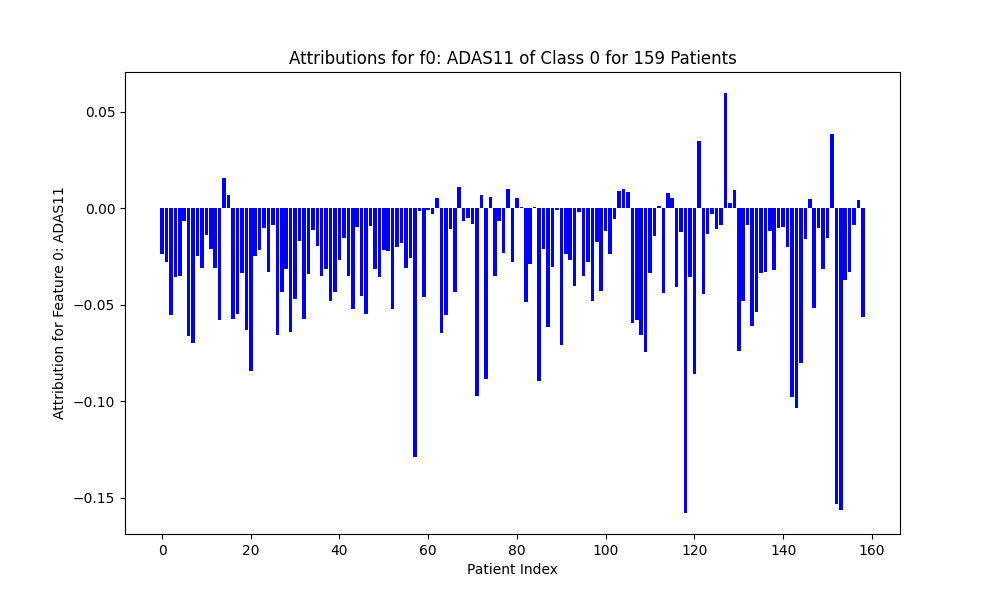 Attributions for f0: ADAS11 of Class 0 for 159 Patients
Attribution for Feature 0: ADAS11
0.05
0.00
−0.05
−0.10
−0.15
0 20 40 60 80 100 120 140 160
Patient Index